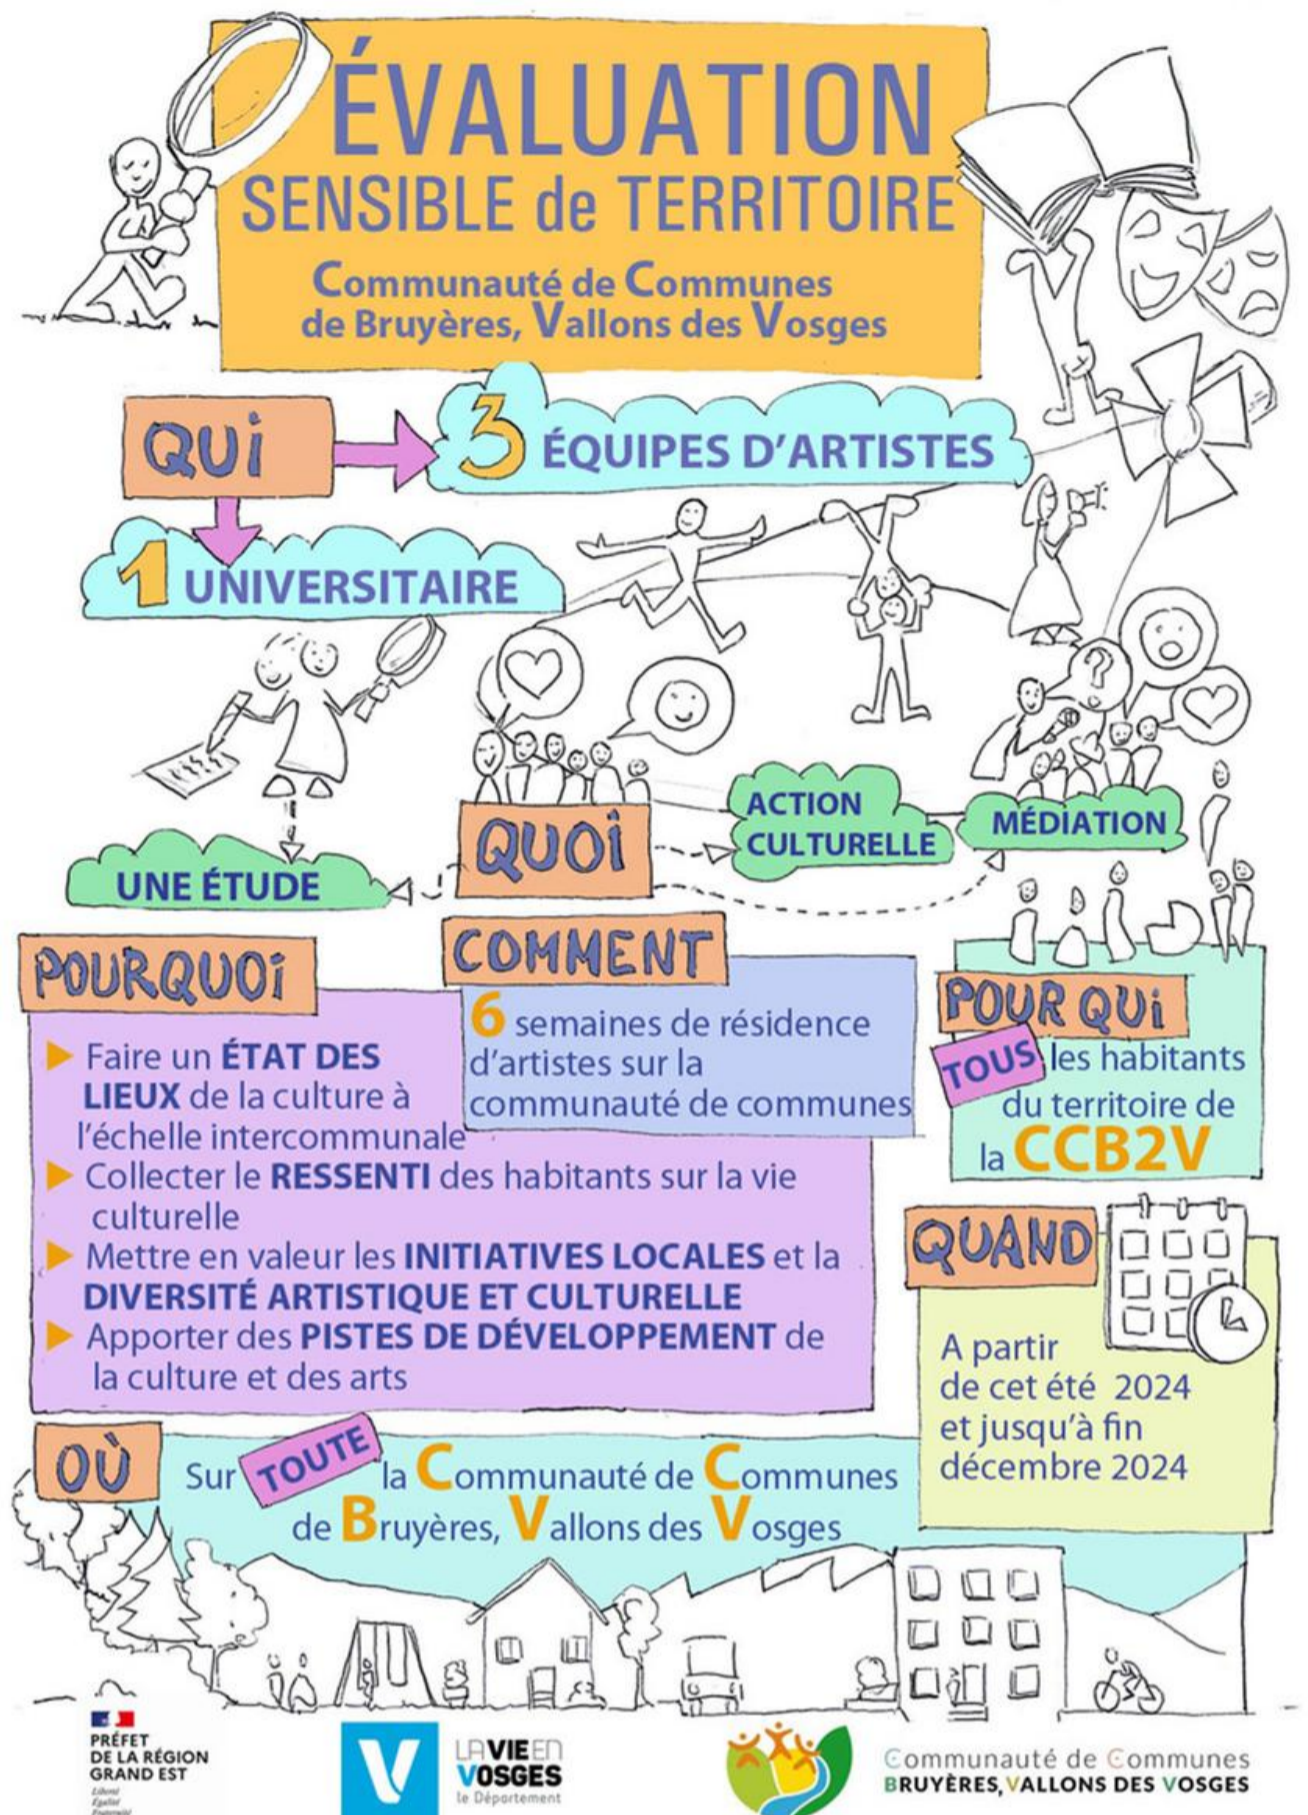 ÉVALUATION
SENSIBLE de TERRITOIRE
Communauté de Communes
de Bruyères, Vallons des Vosges
QUi
3 ÉQUIPES D'ARTISTES
1 UNIVERSITAIRE
?
QUOi
ACTION
CULTURELLE
MÉDIATION
UNE ÉTUDE
POURQUOi
Faire un ÉTAT DES
LIEUX de la culture à
l'échelle intercommunale
Collecter le RESSENTI des habitants sur la vie
culturelle
Mettre en valeur les INITIATIVES LOCALES et la
DIVERSITÉ ARTISTIQUE ET CULTURELLE
Apporter des PISTES DE DÉVELOPPEMENT de
la culture et des arts
COMMENT
6 semaines de résidence
d'artistes sur la
communauté de communes
POUR QUi
TOUS les habitants
du territoire de
la CCB2V
QUAND
A partir
de cet été 2024
et jusqu'à fin
décembre 2024
OÙ
Sur TOUTE la Communauté de Communes
de Bruyères, Vallons des Vosges
PRÉFET
DE LA RÉGION
GRAND EST
Liberté
Égalité
Fraternité
V
LA VIE EN
VOSGES
le Département
Communauté de Communes
BRUYÈRES, VALLONS DES VOSGES